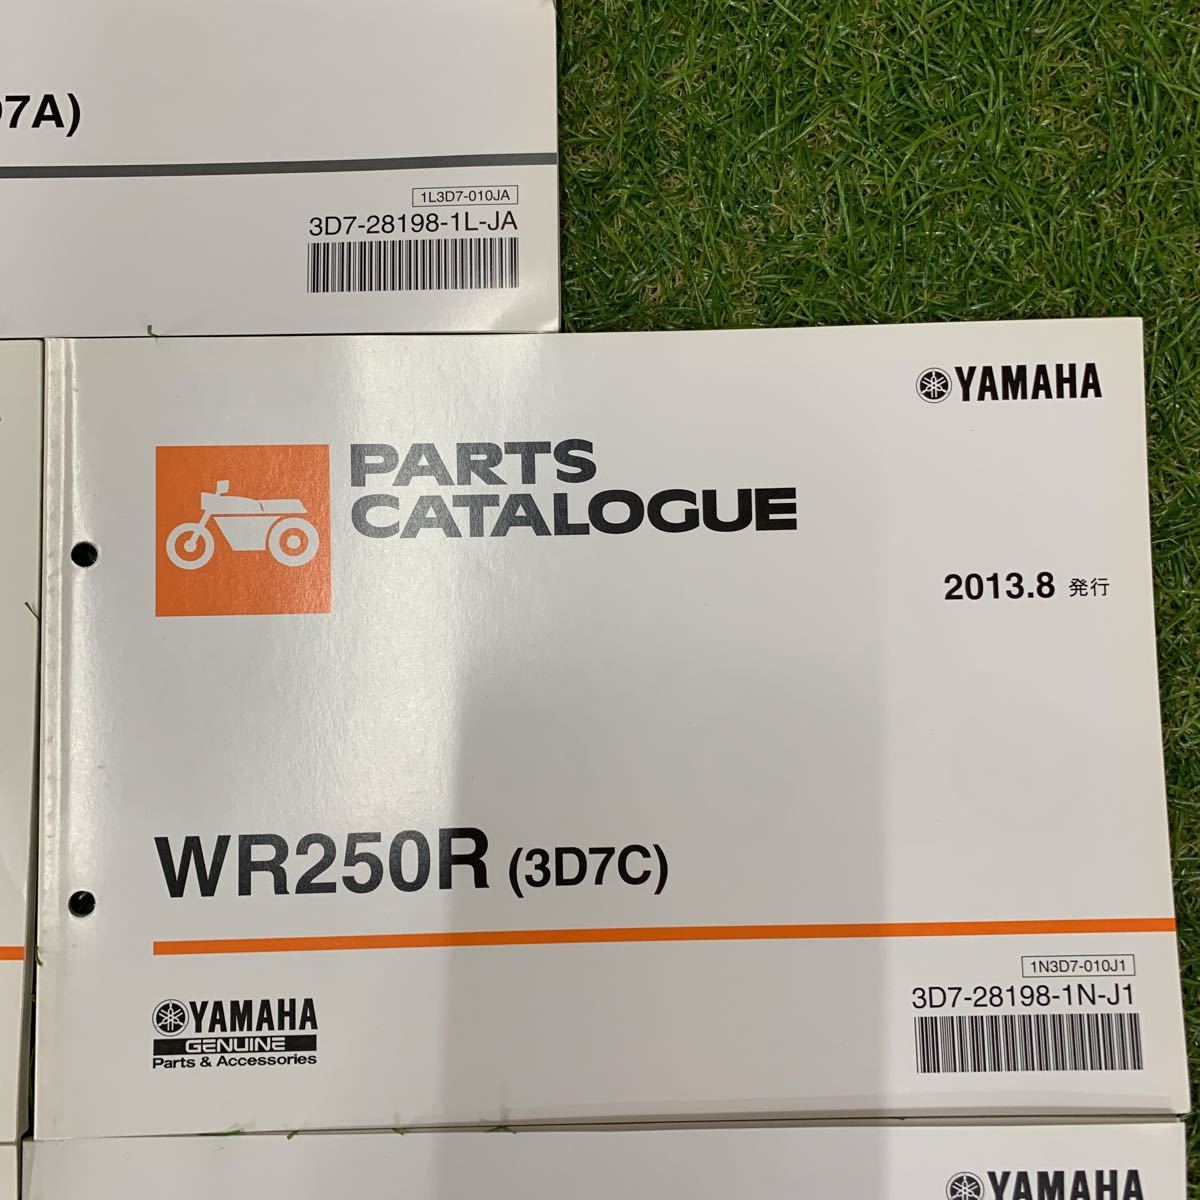 7A)
1L3D7-010JA
3D7-28198-1L-JA
YAMAHA
PARTS
CATALOGUE
2013.8 発行
WR250R (3D7C)
1N3D7-010J1
3D7-28198-1N-J1
YAMAHA
GENUINE
Parts & Accessories
YAMAHA